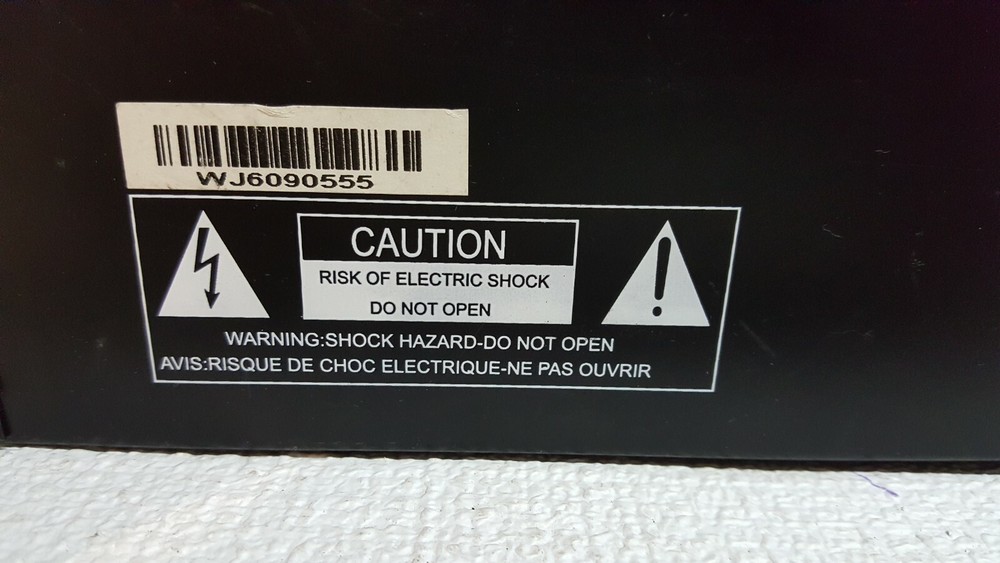 WJ6090555
CAUTION
RISK OF ELECTRIC SHOCK
DO NOT OPEN
WARNING:SHOCK HAZARD-DO NOT OPEN
AVIS:RISQUE DE CHOC ELECTRIQUE-NE PAS OUVRIR